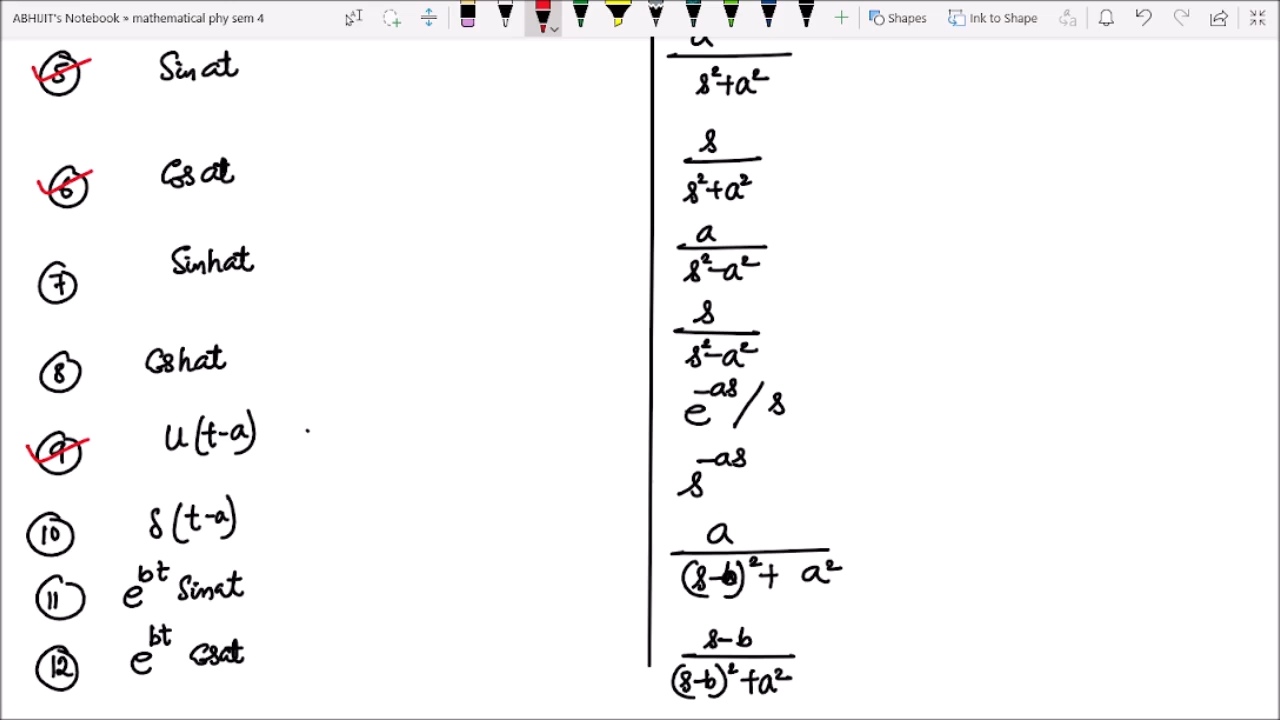 ABHIJIT's Notebook » mathematical phy sem 4
Shapes
Ink to Shape
5 Sinat a/(s²+a²)
6 Cosat s/(s²+a²)
7 Sinhat a/(s²-a²)
8 Coshat s/(s²-a²)
9 u(t-a) e^-as/s
10 δ(t-a) s^-as
11 e^bt Sinat a/((s-b)²+ a²)
12 e^bt Cosat s-b/((s-b)²+a²)